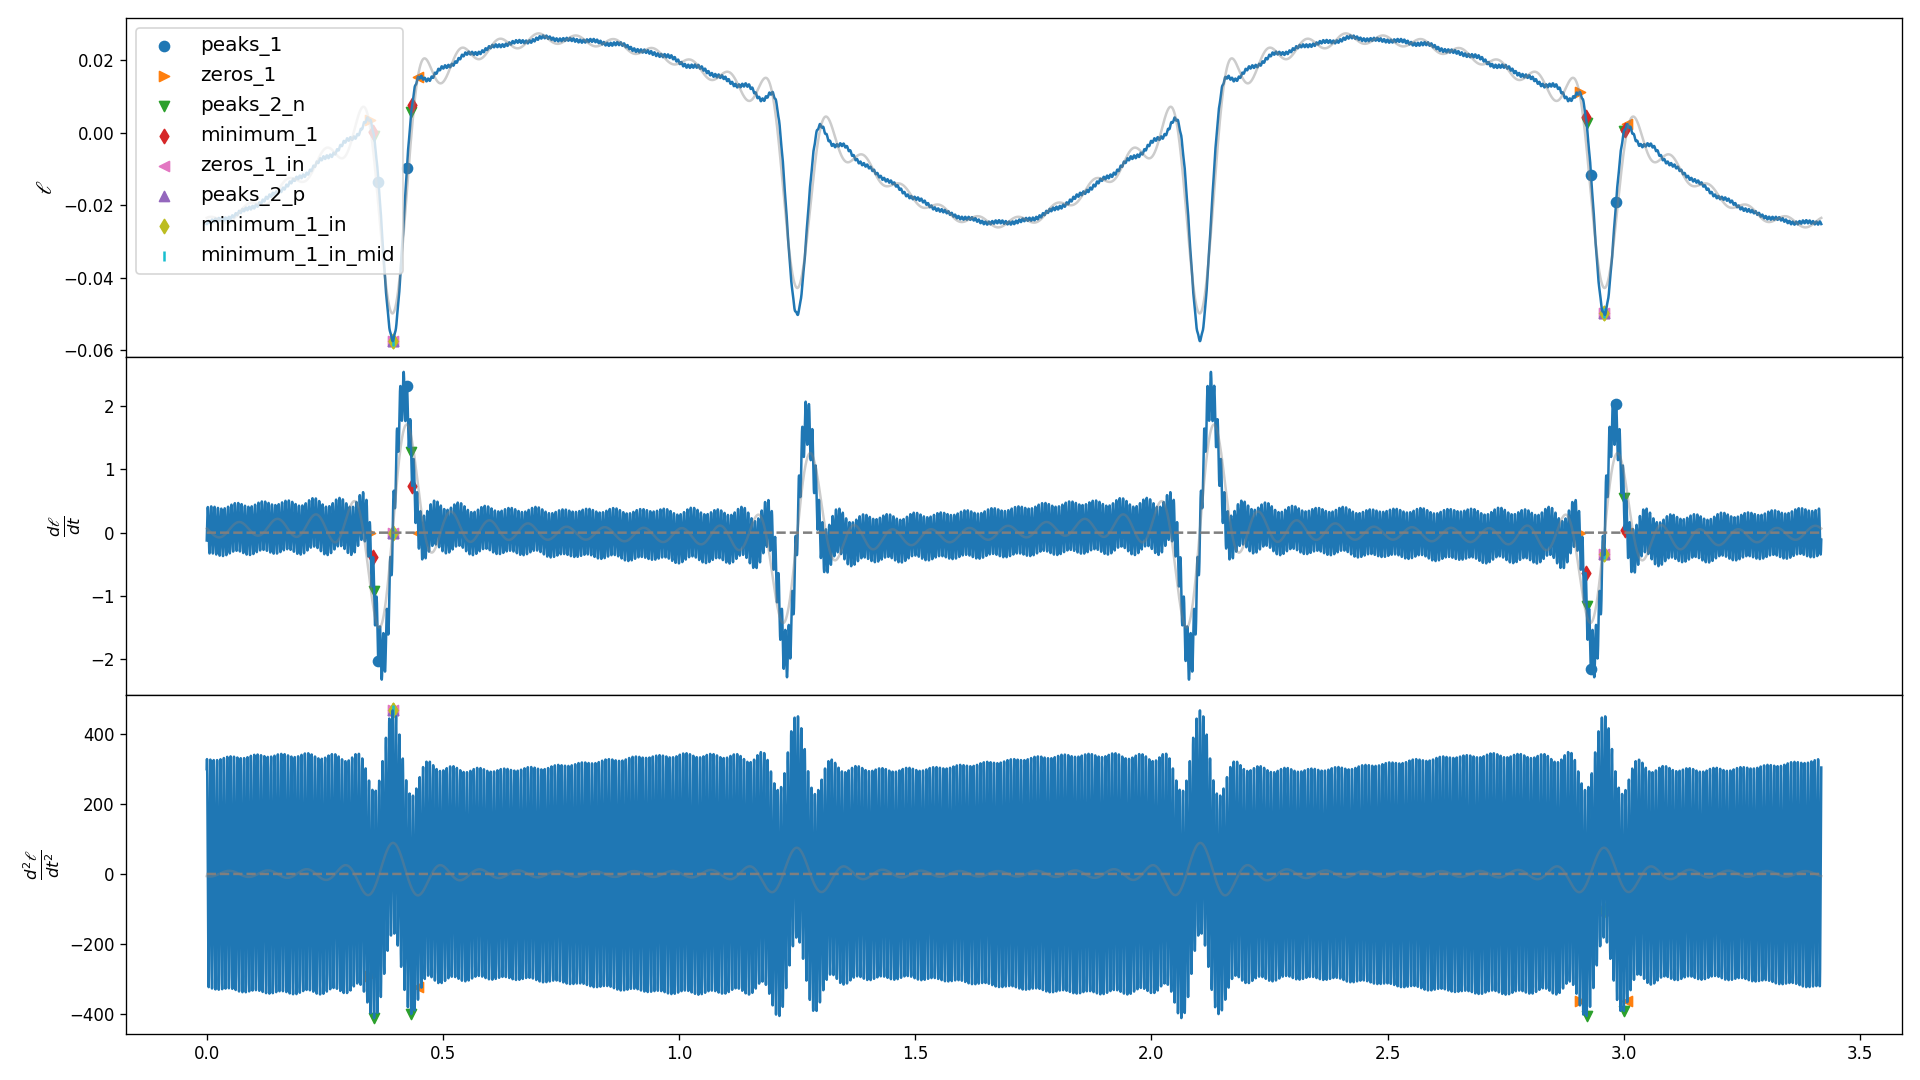 peaks_1
zeros_1
peaks_2_n
minimum_1
zeros_1_in
peaks_2_p
minimum_1_in
minimum_1_in_mid
0.02
0.00
−0.02
−0.04
−0.06
ℓ
2
1
0
−1
−2
dℓ
dt
400
200
0
−200
−400
d²ℓ
dt²
0.0 0.5 1.0 1.5 2.0 2.5 3.0 3.5